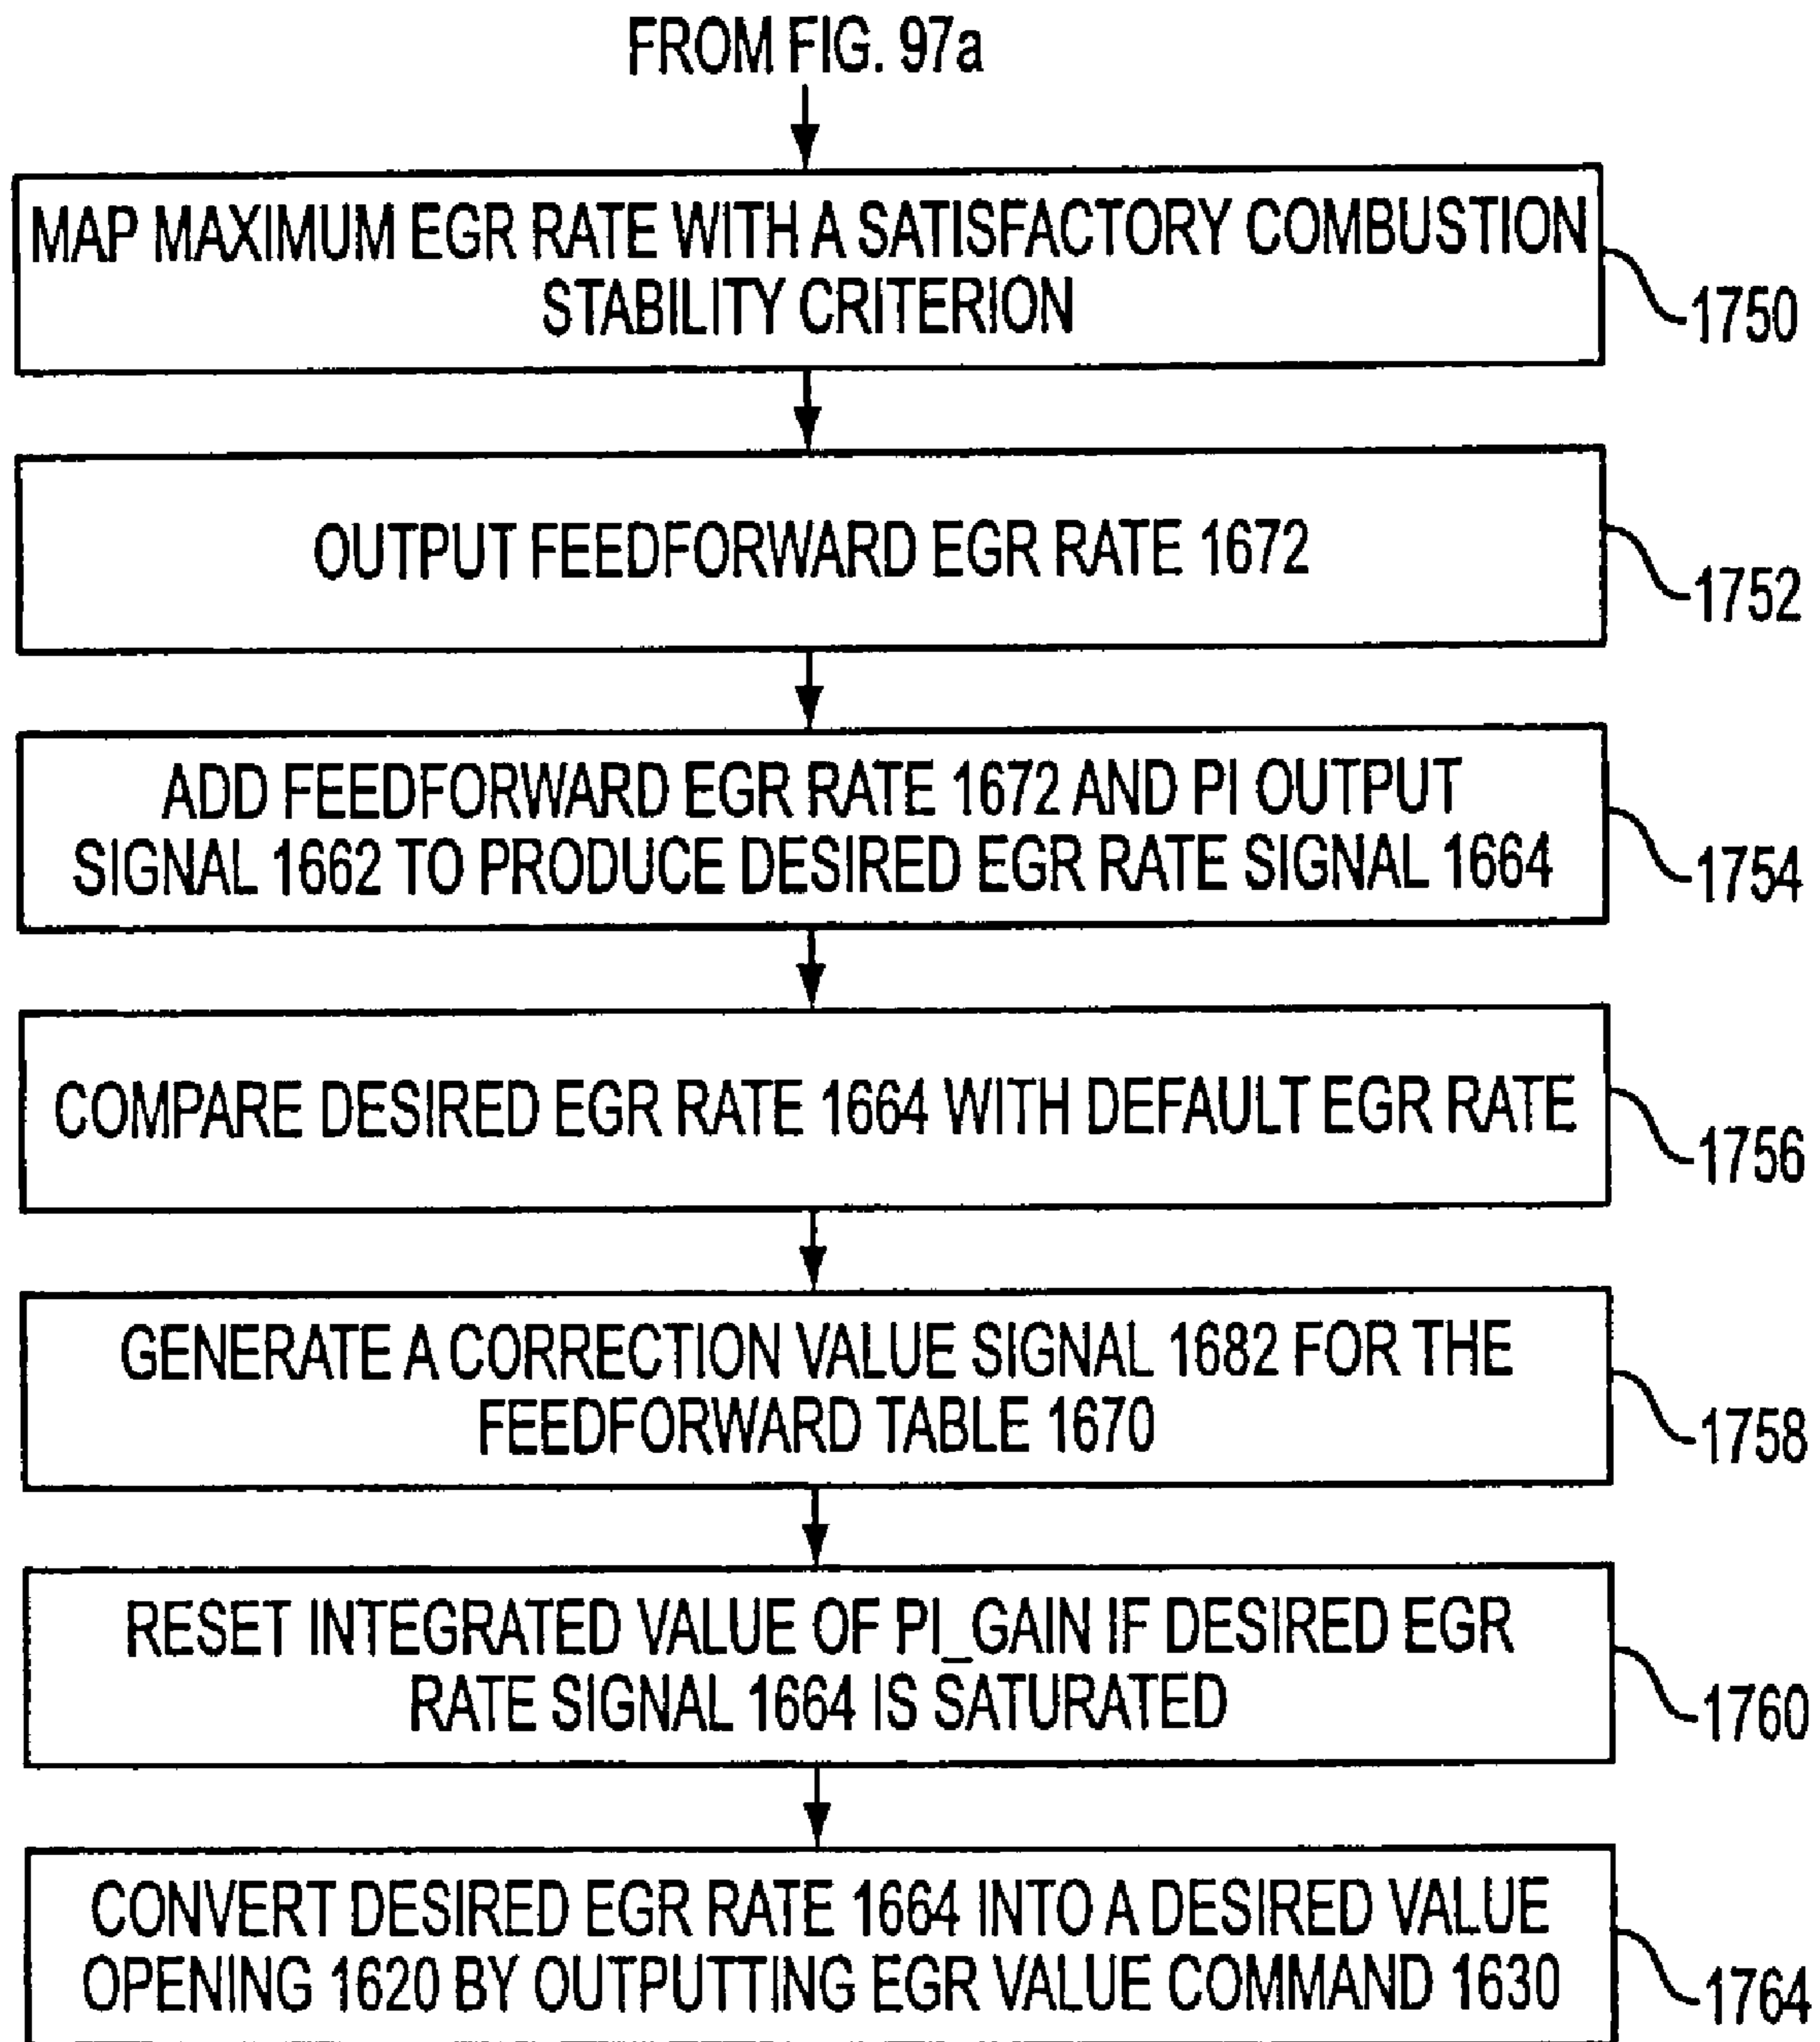 FROM FIG. 97a
MAP MAXIMUM EGR RATE WITH A SATISFACTORY COMBUSTION
STABILITY CRITERION
1750
OUTPUT FEEDFORWARD EGR RATE 1672
1752
ADD FEEDFORWARD EGR RATE 1672 AND PI OUTPUT
SIGNAL 1662 TO PRODUCE DESIRED EGR RATE SIGNAL 1664
1754
COMPARE DESIRED EGR RATE 1664 WITH DEFAULT EGR RATE
1756
GENERATE A CORRECTION VALUE SIGNAL 1682 FOR THE
FEEDFORWARD TABLE 1670
1758
RESET INTEGRATED VALUE OF PI_GAIN IF DESIRED EGR
RATE SIGNAL 1664 IS SATURATED
1760
CONVERT DESIRED EGR RATE 1664 INTO A DESIRED VALUE
OPENING 1620 BY OUTPUTTING EGR VALUE COMMAND 1630
1764